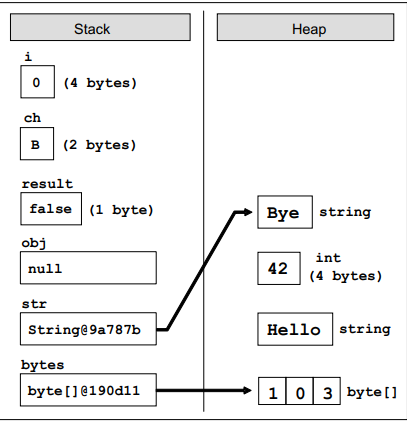 Stack
Heap
i
0 (4 bytes)
ch
B (2 bytes)
result
false (1 byte)
obj
null
str
String@9a787b
bytes
byte[]@190d11
Bye string
42 int
(4 bytes)
Hello string
1 0 3 byte[]